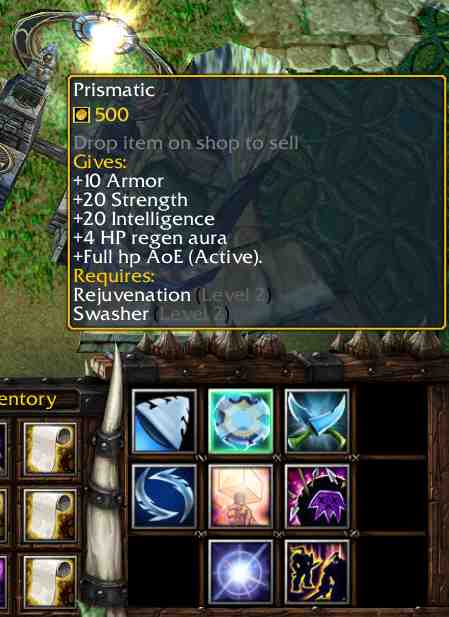 Prismatic
500
Drop item on shop to sell
Gives:
+10 Armor
+20 Strength
+20 Intelligence
+4 HP regen aura
+Full hp AoE (Active).
Requires:
Rejuvenation (Level 2)
Swasher (Level 2)
entory